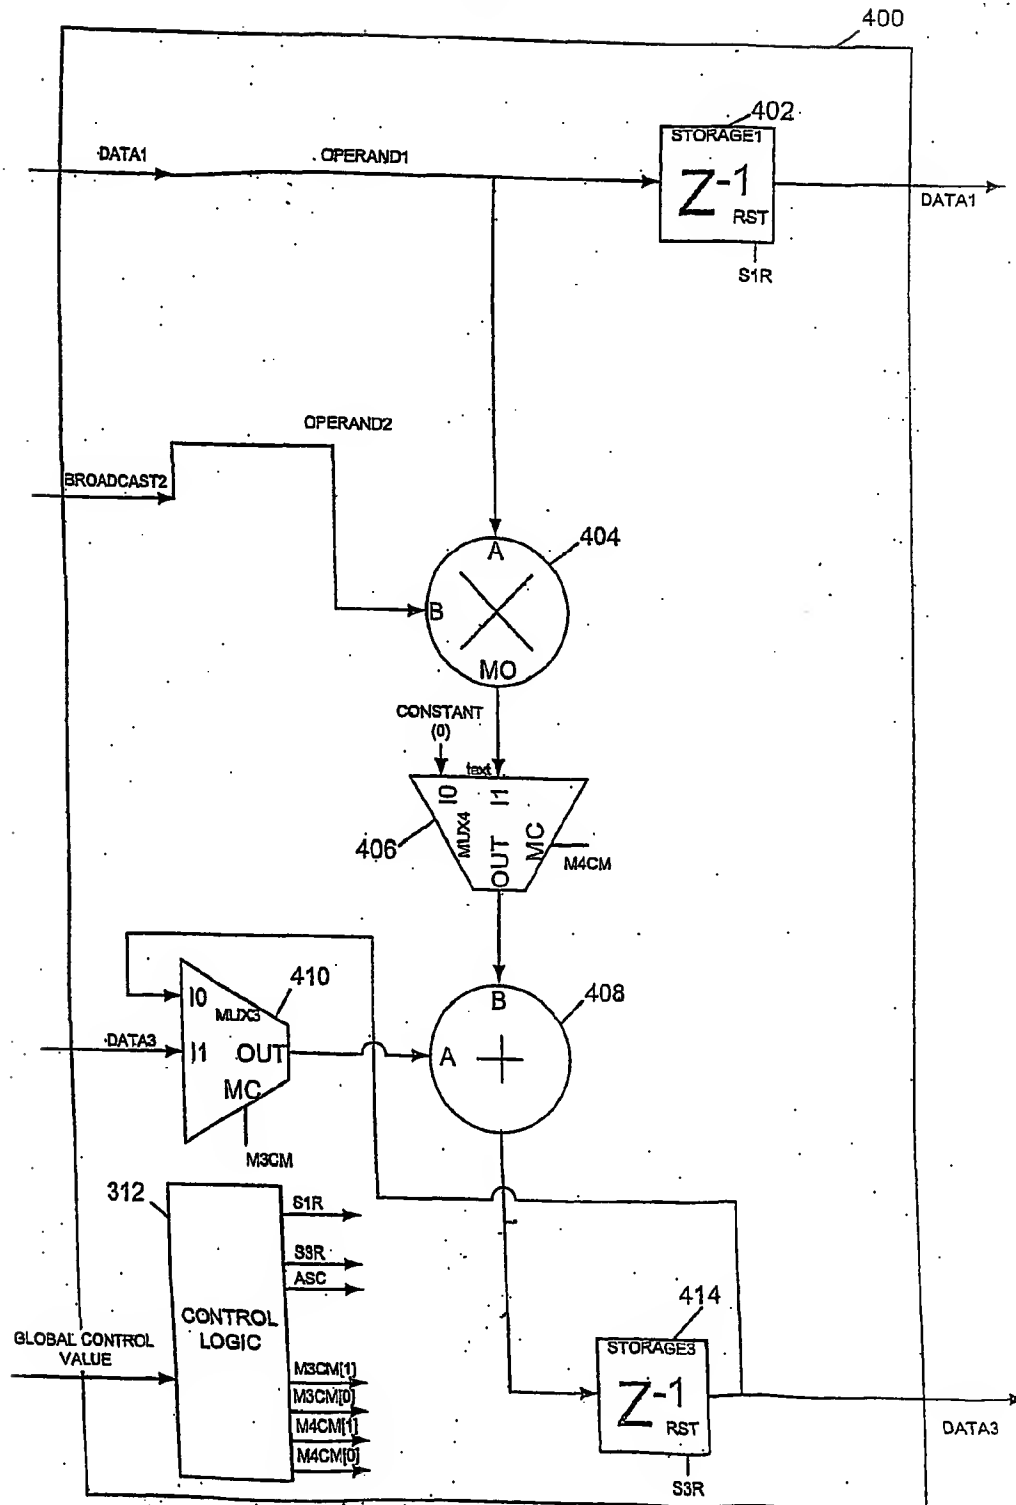 400
402
STORAGE1
Z-1
RST
S1R
DATA1
OPERAND1
DATA1
OPERAND2
BROADCAST2
404
A
B
MO
CONSTANT
(0)
text
I0
I1
MUX4
OUT
MC
406
M4CM
410
I0
MUX3
DATA3
I1
OUT
MC
M3CM
B
408
A
312
S1R
S3R
ASC
CONTROL
LOGIC
GLOBAL CONTROL
VALUE
M3CM[1]
M3CM[0]
M4CM[1]
M4CM[0]
414
STORAGE3
Z-1
RST
S3R
DATA3